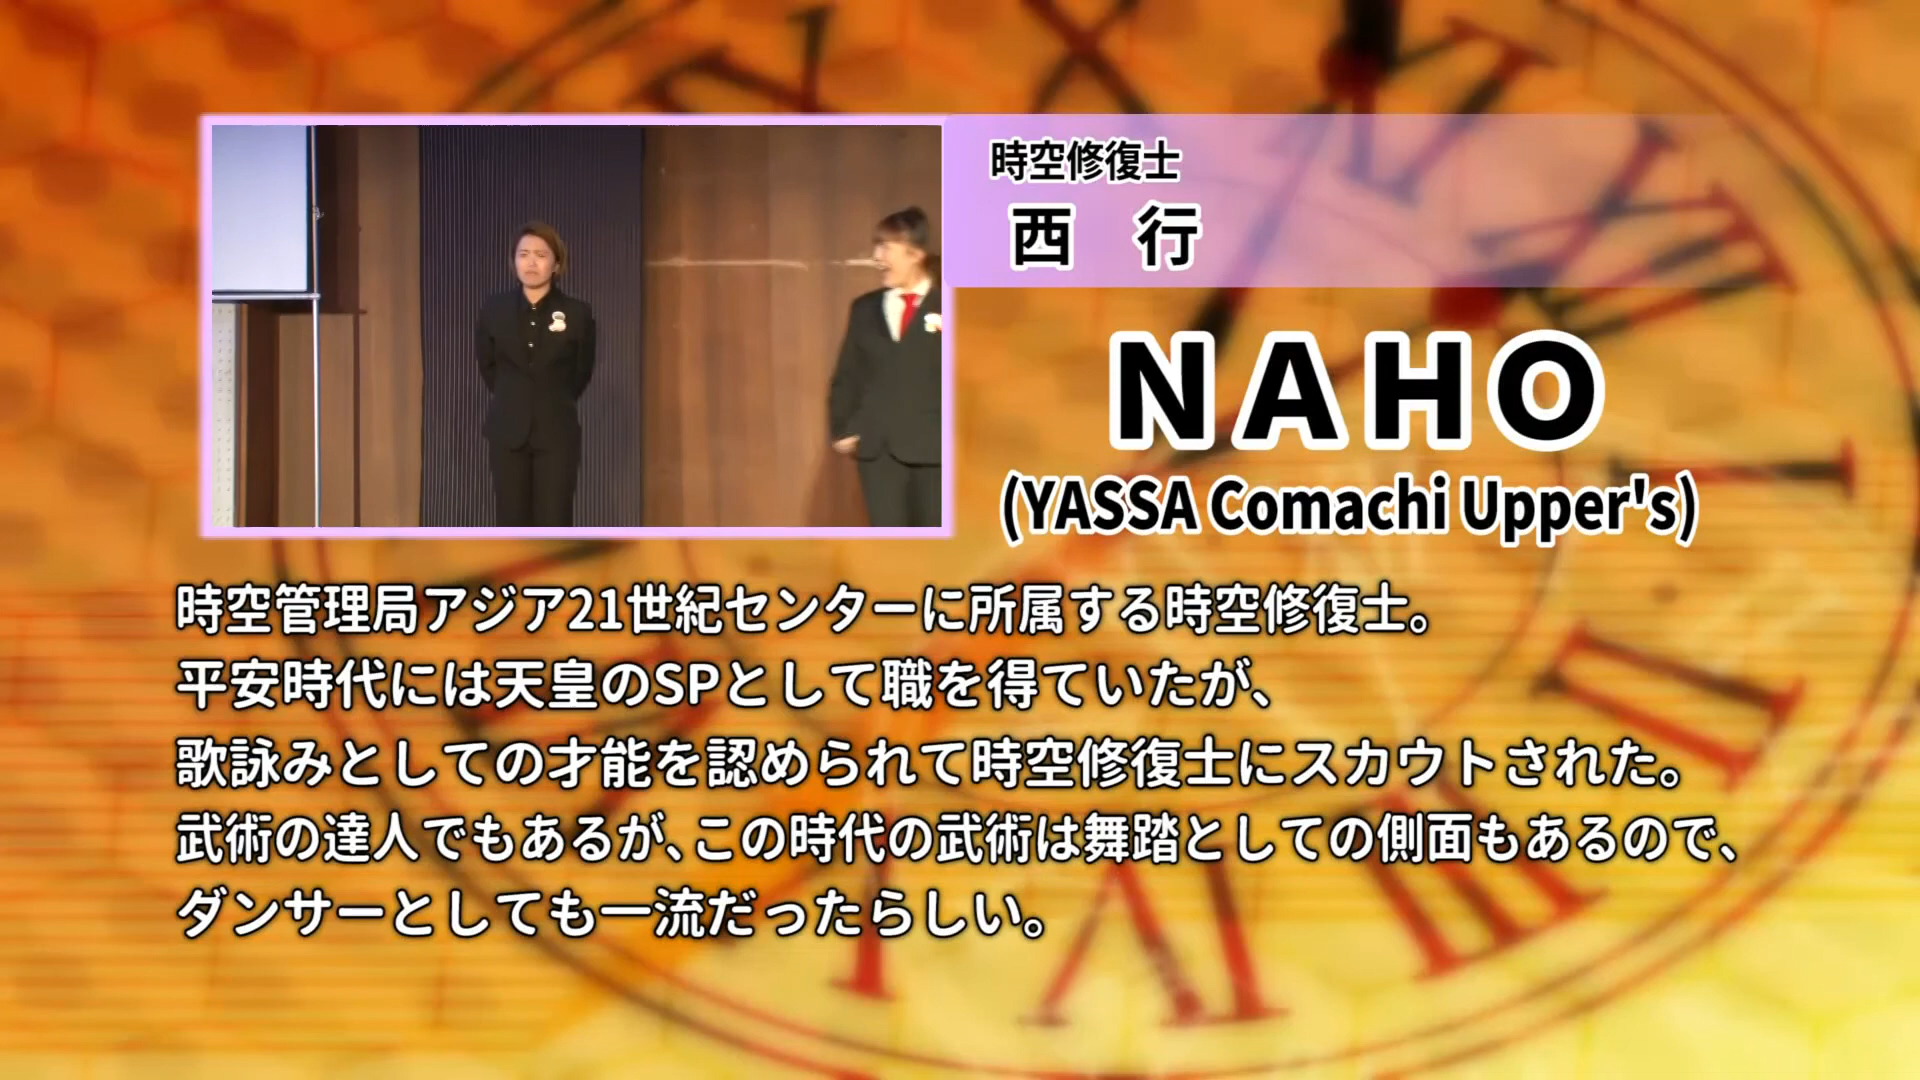 時空修復士
西　行
NAHO
(YASSA Comachi Upper's)
時空管理局アジア21世紀センターに所属する時空修復士。
平安時代には天皇のSPとして職を得ていたが、
歌詠みとしての才能を認められて時空修復士にスカウトされた。
武術の達人でもあるが、この時代の武術は舞踏としての側面もあるので、
ダンサーとしても一流だったらしい。